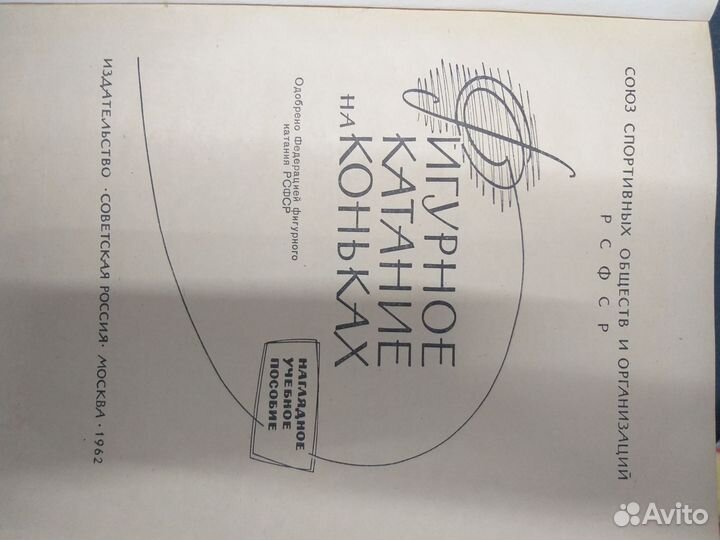 СОЮЗ СПОРТИВНЫХ ОБЩЕСТВ И ОРГАНИЗАЦИЙ
РСФСР
ФИГУРНОЕ
КАТАНИЕ
НА КОНЬКАХ
Одобрено Федерацией фигурного
катания РСФСР
НАГЛЯДНОЕ
УЧЕБНОЕ
ПОСОБИЕ
ИЗДАТЕЛЬСТВО · СОВЕТСКАЯ РОССИЯ · МОСКВА · 1962
Avito